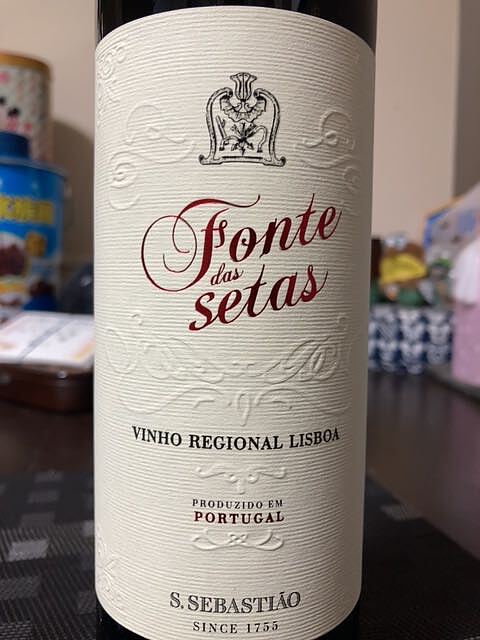 Fonte
das
setas
VINHO REGIONAL LISBOA
PRODUZIDO EM
PORTUGAL
S. SEBASTIÃO
SINCE 1755